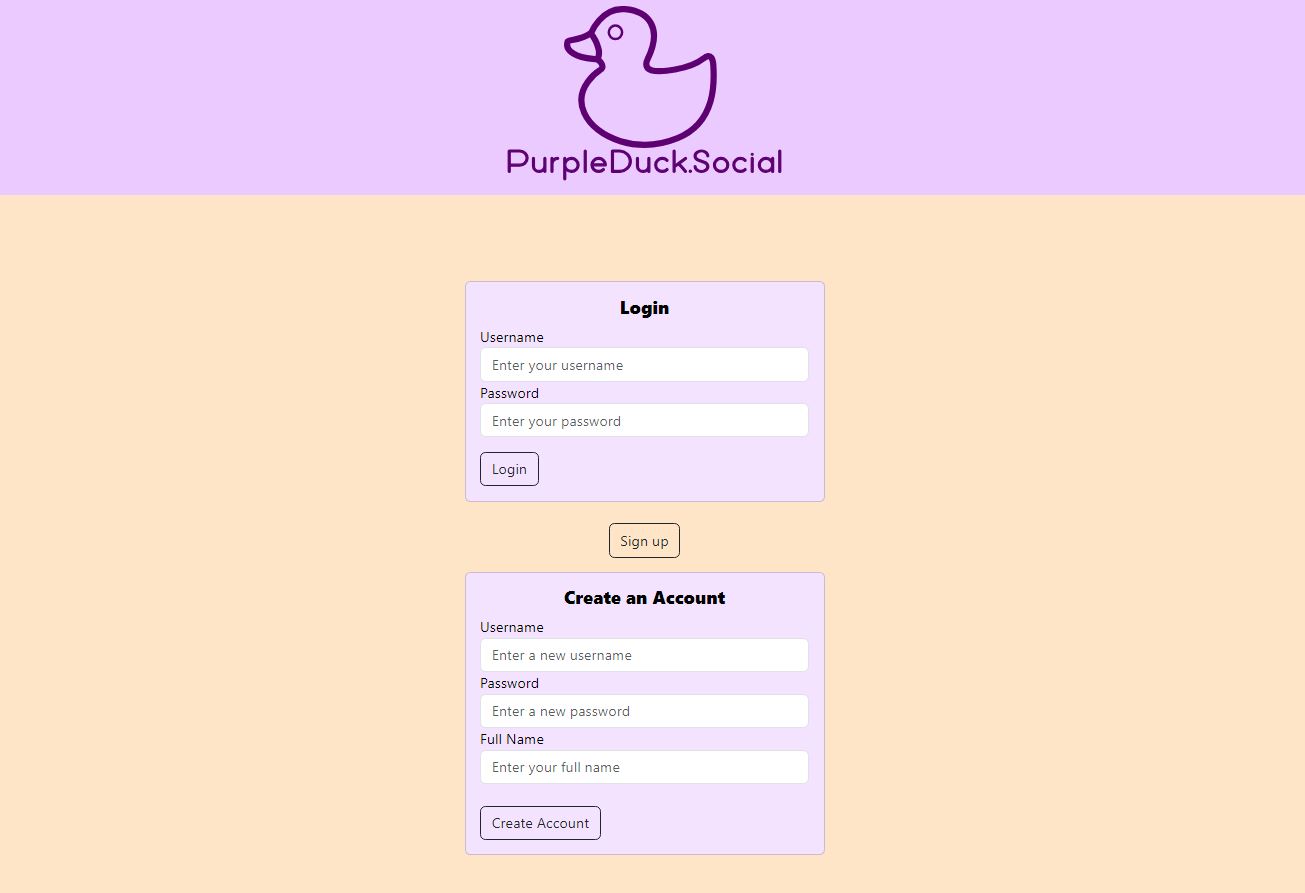 PurpleDuck.Social
Login
Username
Enter your username
Password
Enter your password
Login
Sign up
Create an Account
Username
Enter a new username
Password
Enter a new password
Full Name
Enter your full name
Create Account